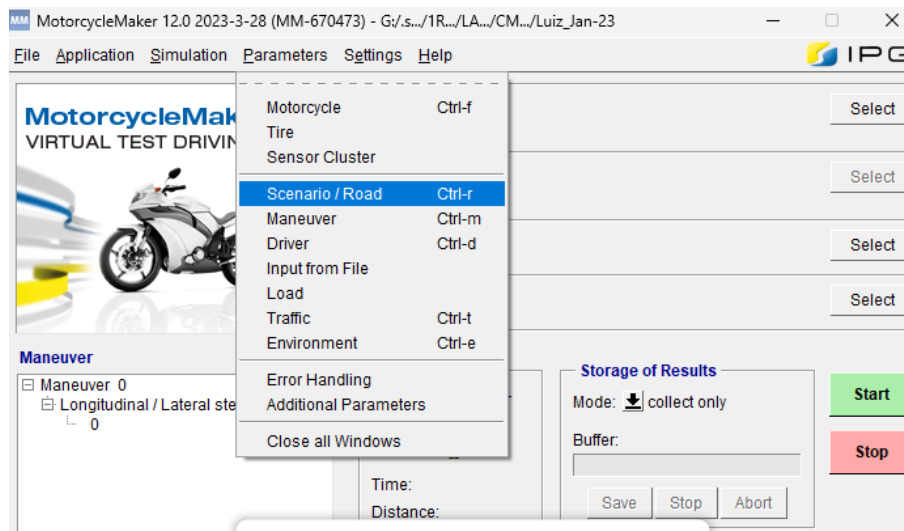 MM MotorcycleMaker 12.0 2023-3-28 (MM-670473) - G:/.s.../1R.../LA.../CM.../Luiz_Jan-23
File Application Simulation Parameters Settings Help
IPG
MotorcycleMak
VIRTUAL TEST DRIVIN
Motorcycle Ctrl-f
Tire
Sensor Cluster
Scenario / Road Ctrl-r
Maneuver Ctrl-m
Driver Ctrl-d
Input from File
Load
Traffic Ctrl-t
Environment Ctrl-e
Error Handling
Additional Parameters
Close all Windows
Select
Select
Select
Select
Maneuver
Maneuver 0
Longitudinal / Lateral ste
0
Time:
Distance:
Storage of Results
Mode: collect only
Buffer:
Save Stop Abort
Start
Stop